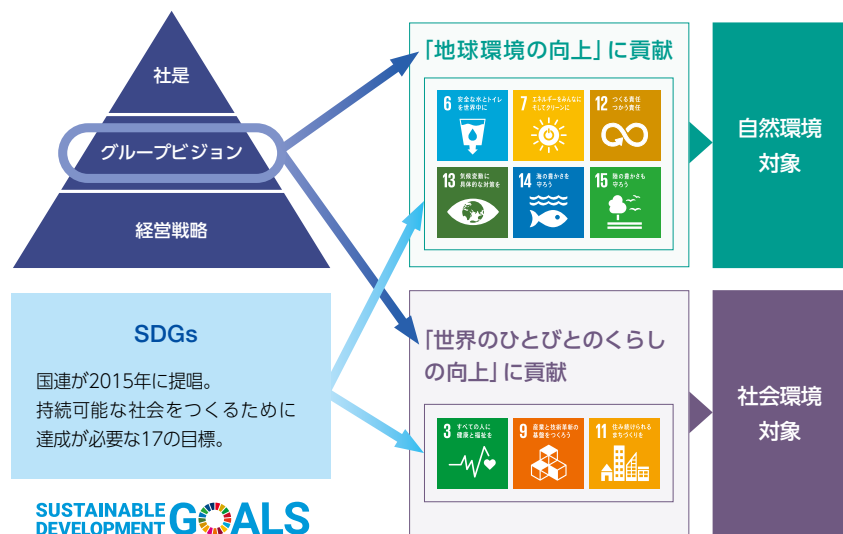 社是
グループビジョン
経営戦略
SDGs
国連が2015年に提唱。
持続可能な社会をつくるために
達成が必要な17の目標。
SUSTAINABLE
DEVELOPMENT GOALS
「地球環境の向上」に貢献
6 安全な水とトイレ
を世界中に
7 エネルギーをみんなに
そしてクリーンに
12 つくる責任
つかう責任
13 気候変動に
具体的な対策を
14 海の豊かさを
守ろう
15 陸の豊かさも
守ろう
自然環境
対象
「世界のひとびとのくらし
の向上」に貢献
3 すべての人に
健康と福祉を
9 産業と技術革新の
基盤をつくろう
11 住み続けられる
まちづくりを
社会環境
対象